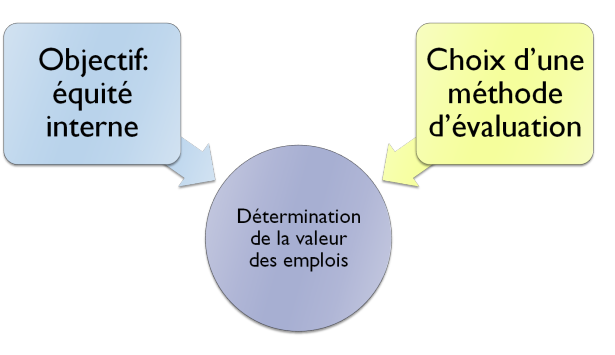 Objectif:
équité
interne
Choix d’une
méthode
d’évaluation
Détermination
de la valeur
des emplois